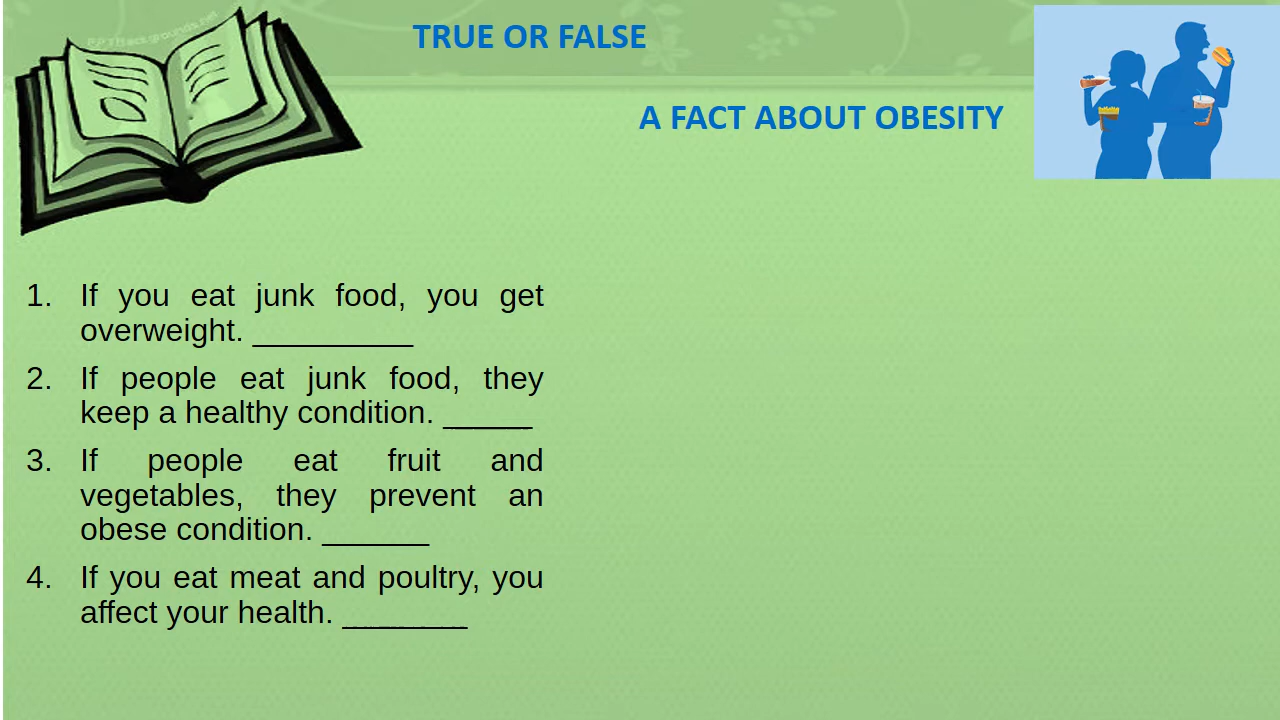 TRUE OR FALSE
A FACT ABOUT OBESITY
1. If you eat junk food, you get
overweight. _________
2. If people eat junk food, they
keep a healthy condition. _____
3. If people eat fruit and
vegetables, they prevent an
obese condition. ______
4. If you eat meat and poultry, you
affect your health. _______